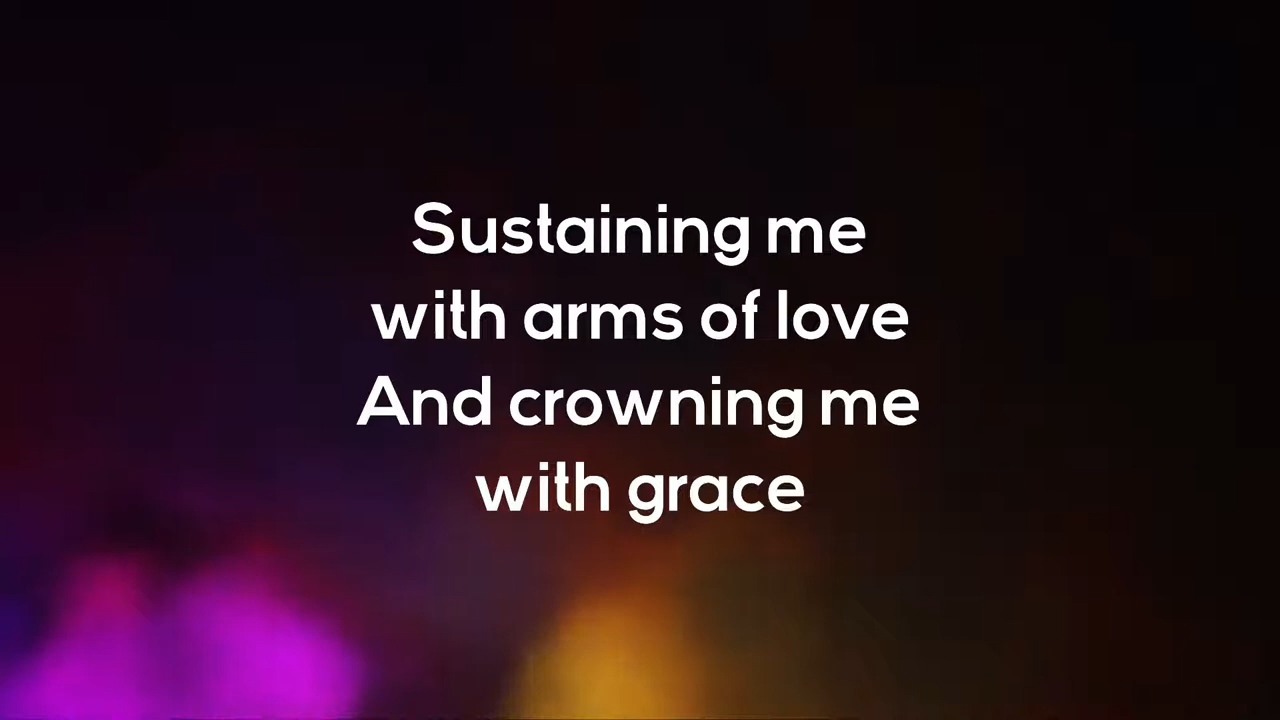 Sustaining me
with arms of love
And crowning me
with grace